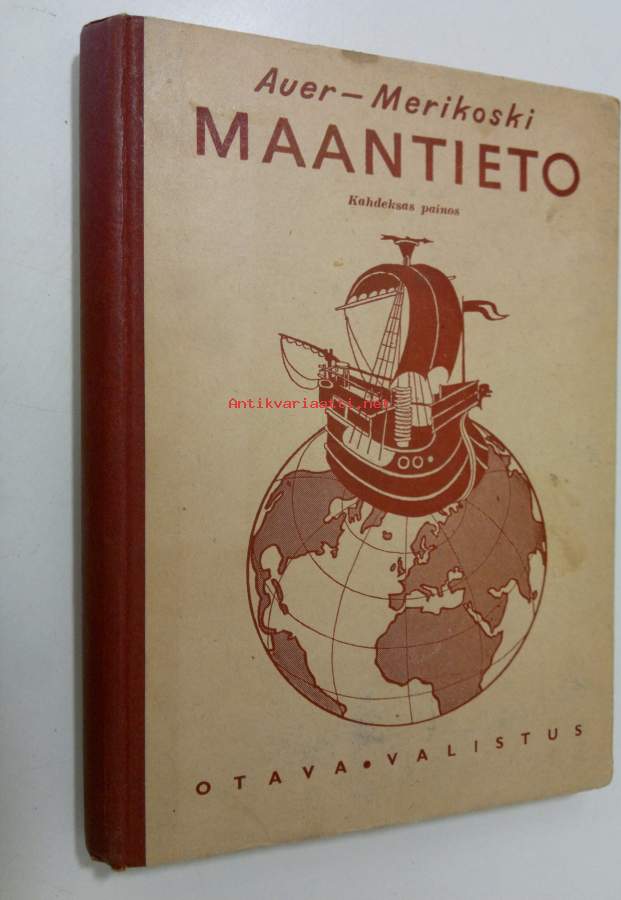 Auer – Merikoski
MAANTIETO
Kahdeksas painos
Antikvariaatti.net
OTAVA • VALISTUS